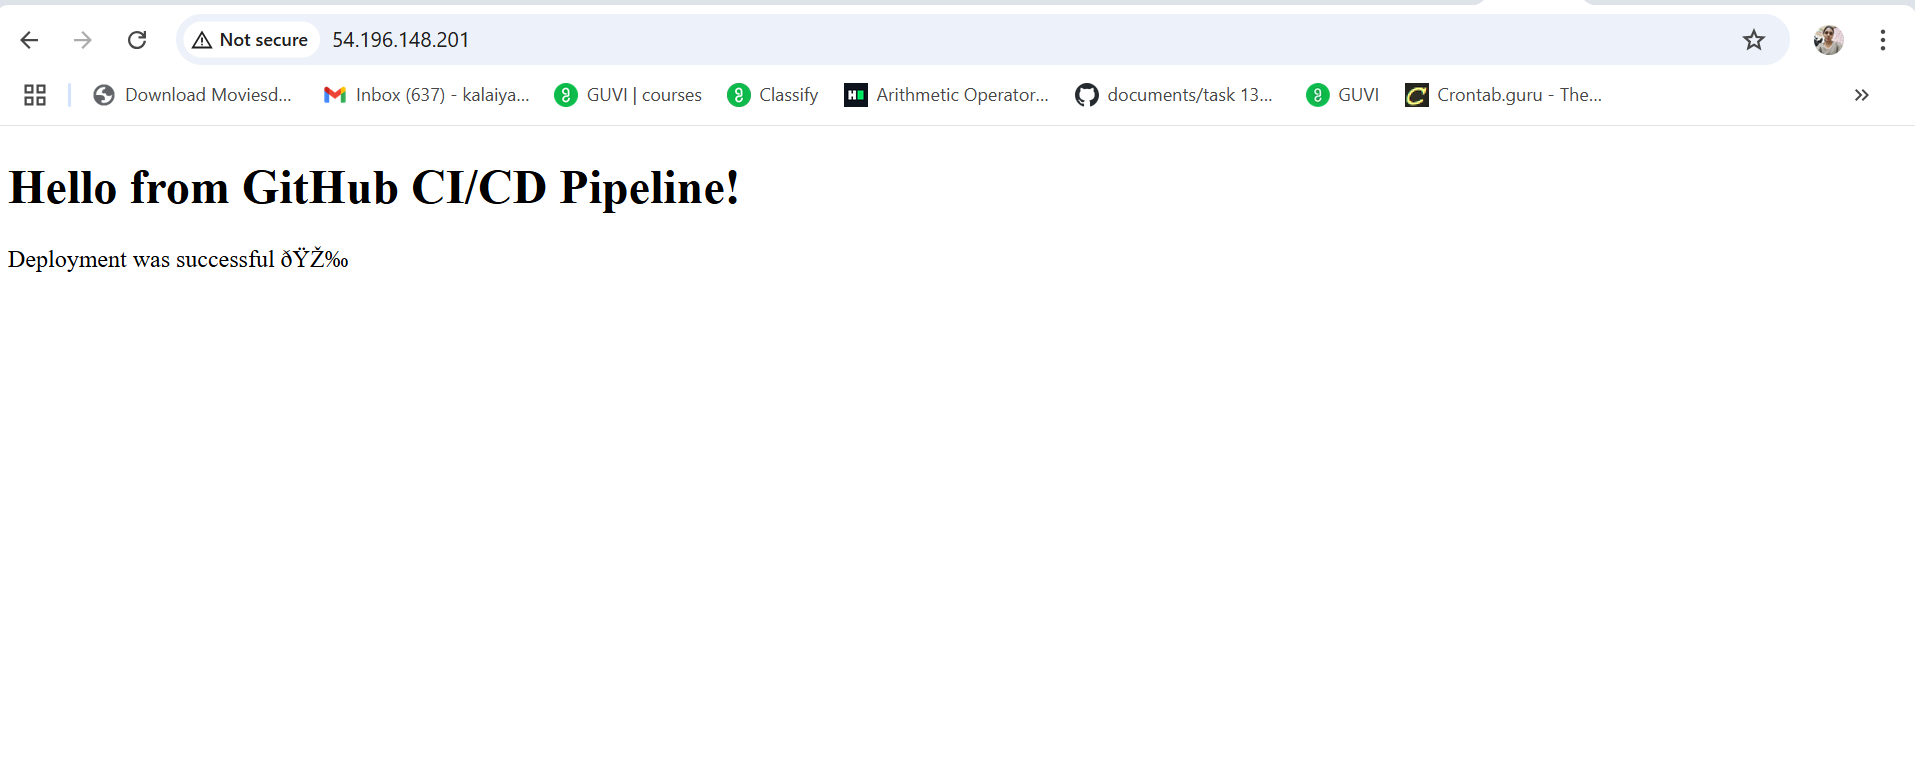 Not secure 54.196.148.201
Download Moviesd... Inbox (637) - kalaiya... GUVI | courses Classify Arithmetic Operator... documents/task 13... GUVI Crontab.guru - The...
Hello from GitHub CI/CD Pipeline!
Deployment was successful ðŸŽ‰